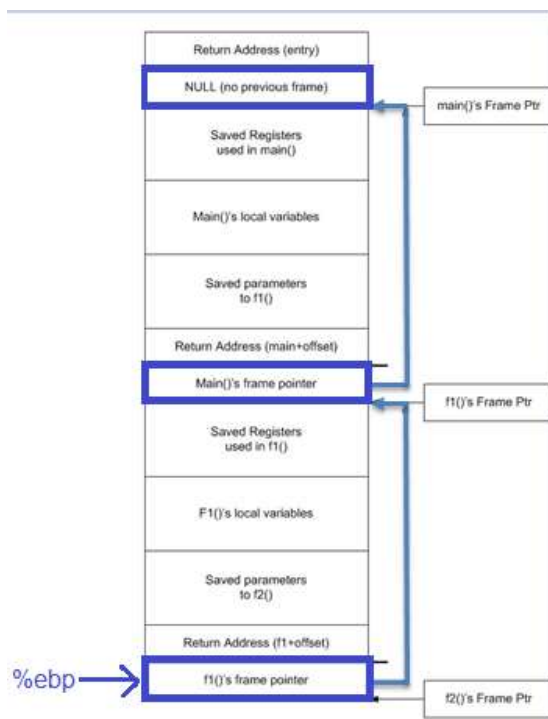 Return Address (entry)
NULL (no previous frame)
main()'s Frame Ptr
Saved Registers
used in main()
Main()'s local variables
Saved parameters
to f1()
Return Address (main+offset)
Main()'s frame pointer
f1()'s Frame Ptr
Saved Registers
used in f1()
F1()'s local variables
Saved parameters
to f2()
Return Address (f1+offset)
%ebp
f1()'s frame pointer
f2()'s Frame Ptr